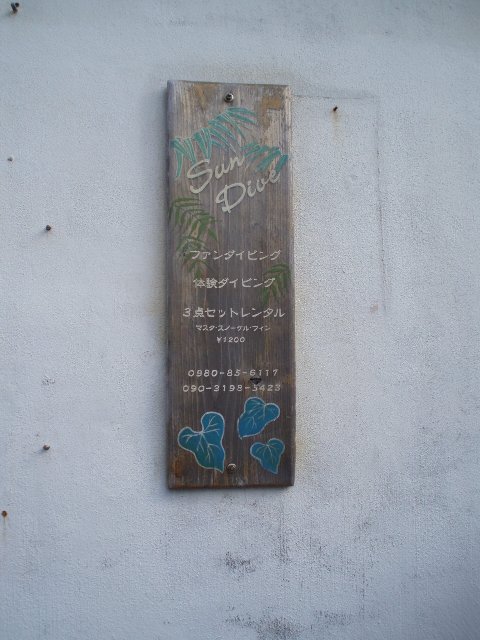 Sun
Dive
ファンダイビング
体験ダイビング
3点セットレンタル
マスク・スノーケル・フィン
¥1200
0980-85-6117
090-3198-3423